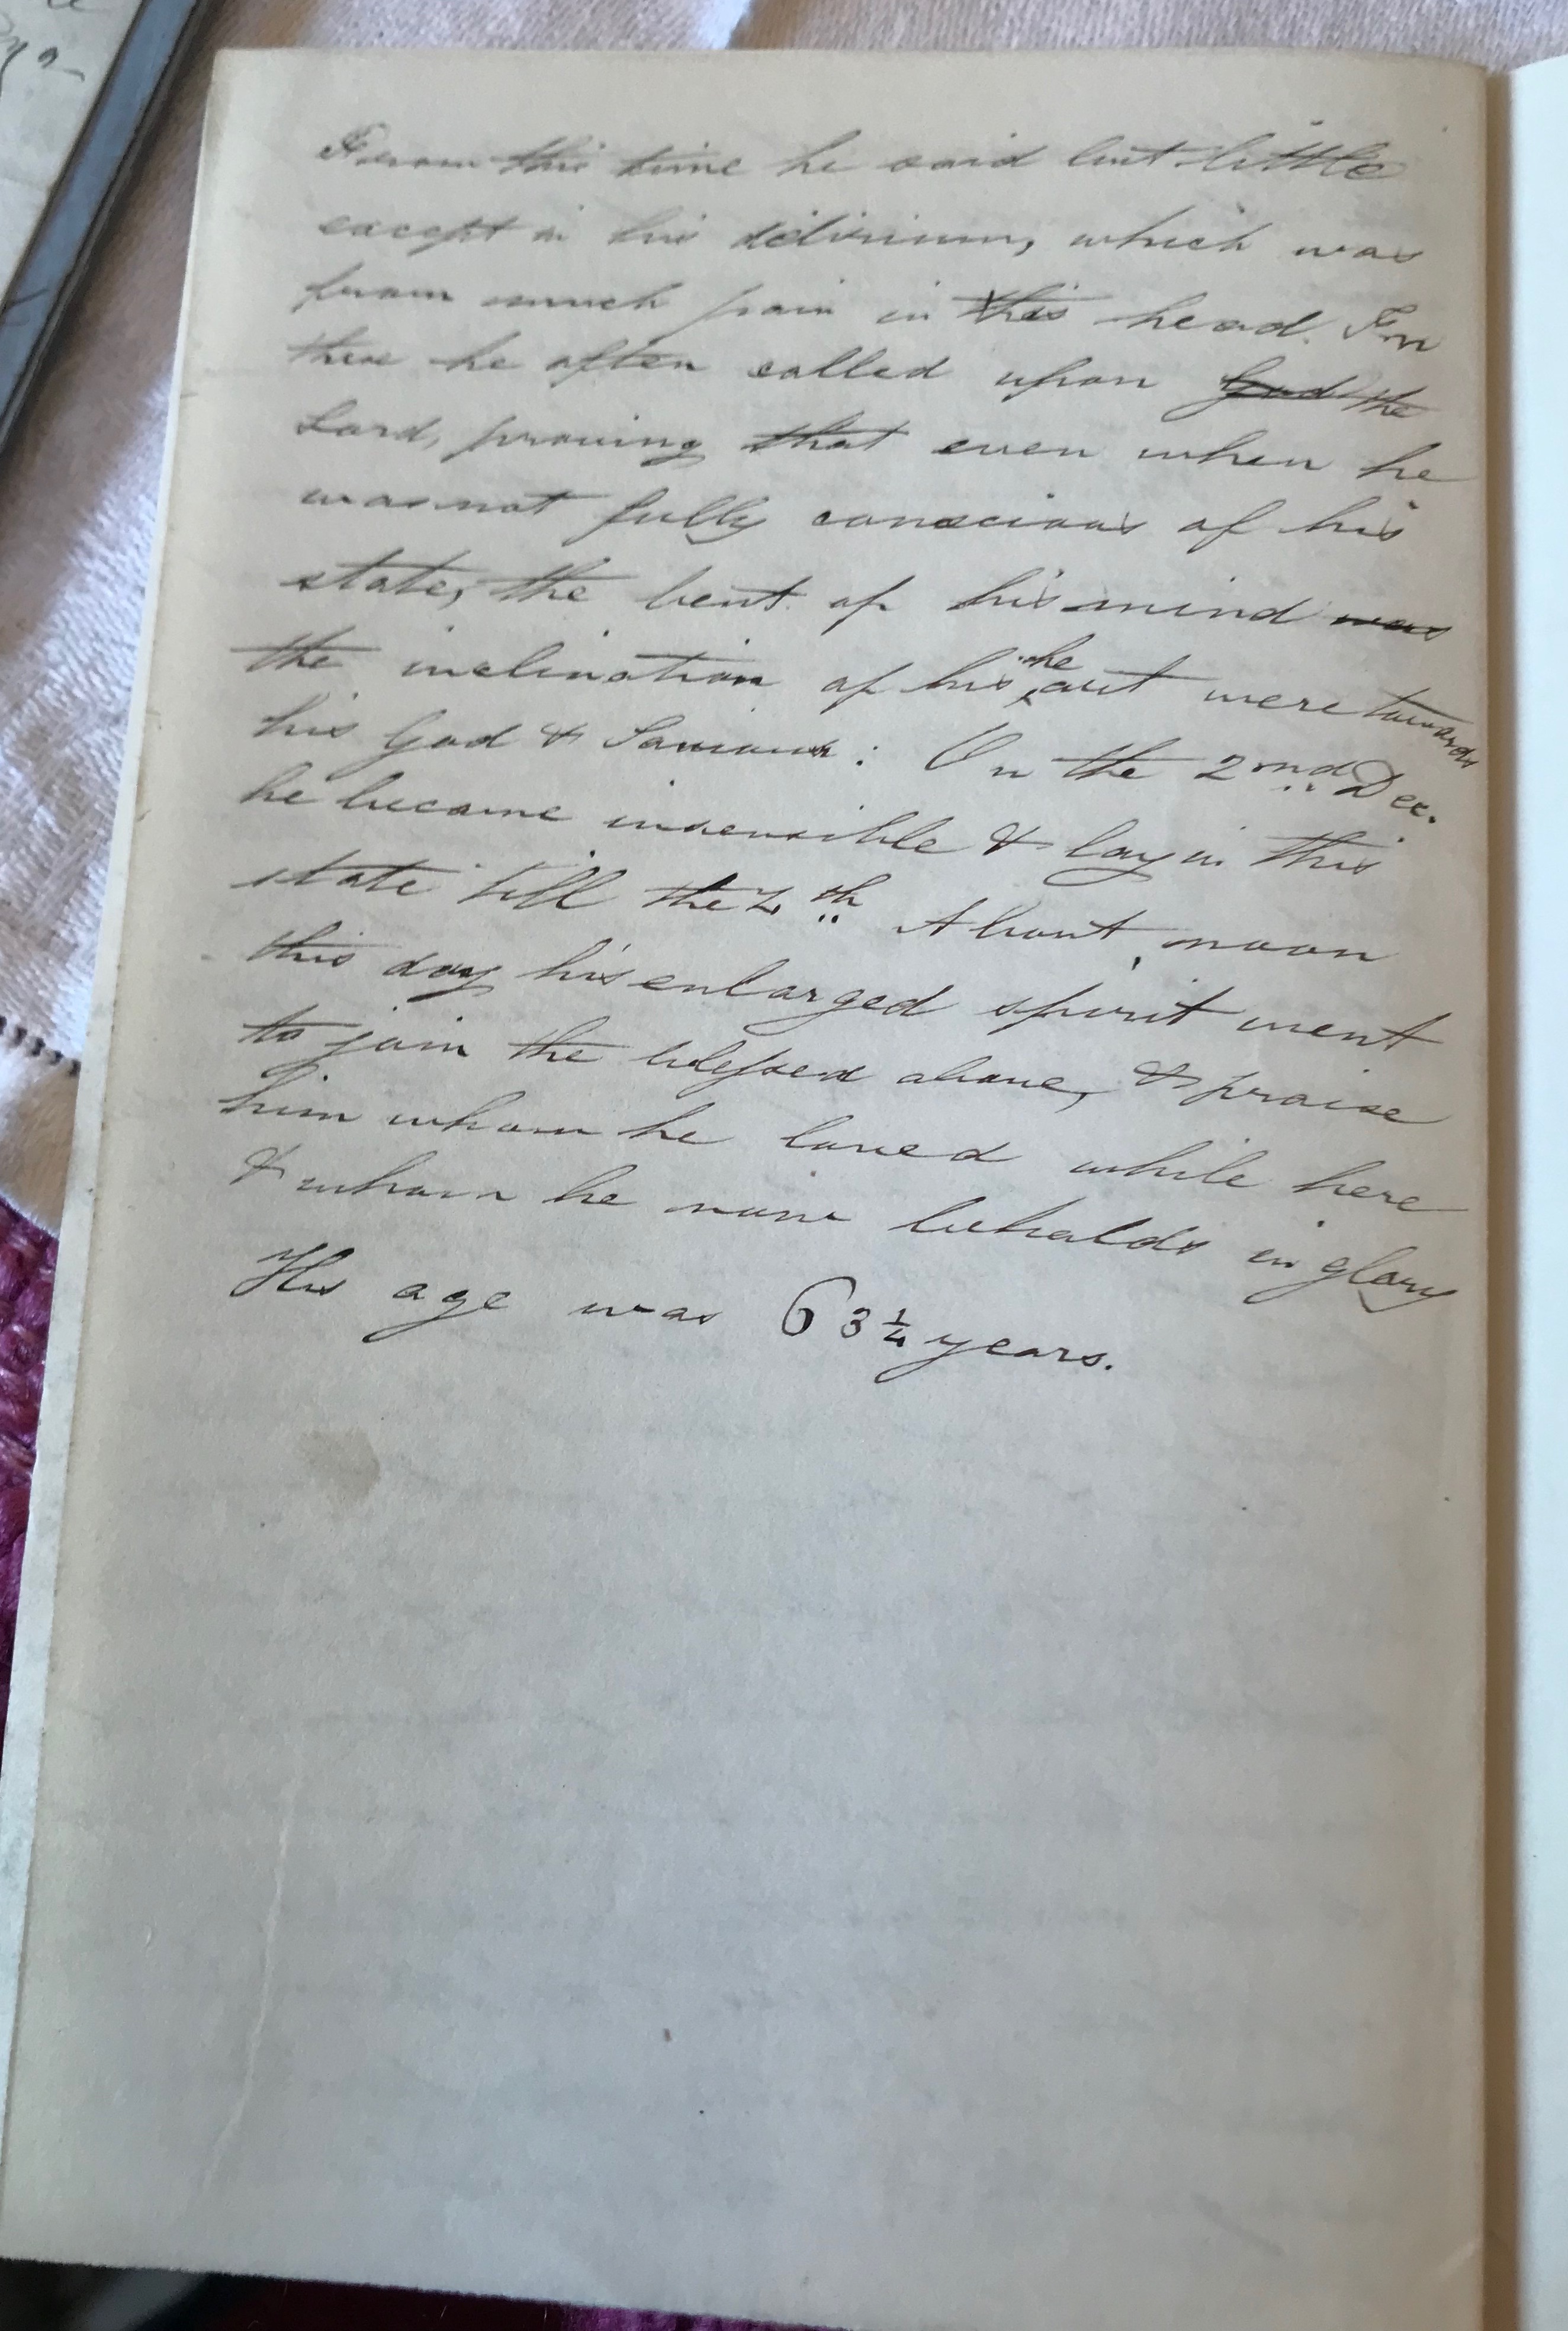 From this time he said but little
except in his delirium, which was
from much pain in this head. In
these he often called upon God the
Lord, proving that even when he
was not fully conscious of his
state, the bent of his mind was
the inclination of his heart were towards
his God & Saviour: On the 2nd Dec.
he became insensible & lay in this
state till the 4th About noon
this day his enlarged spirit went
to join the blessed above, & praise
him whom he loved while here
& whom he now beholds in glory
His age was 63 1/4 years.